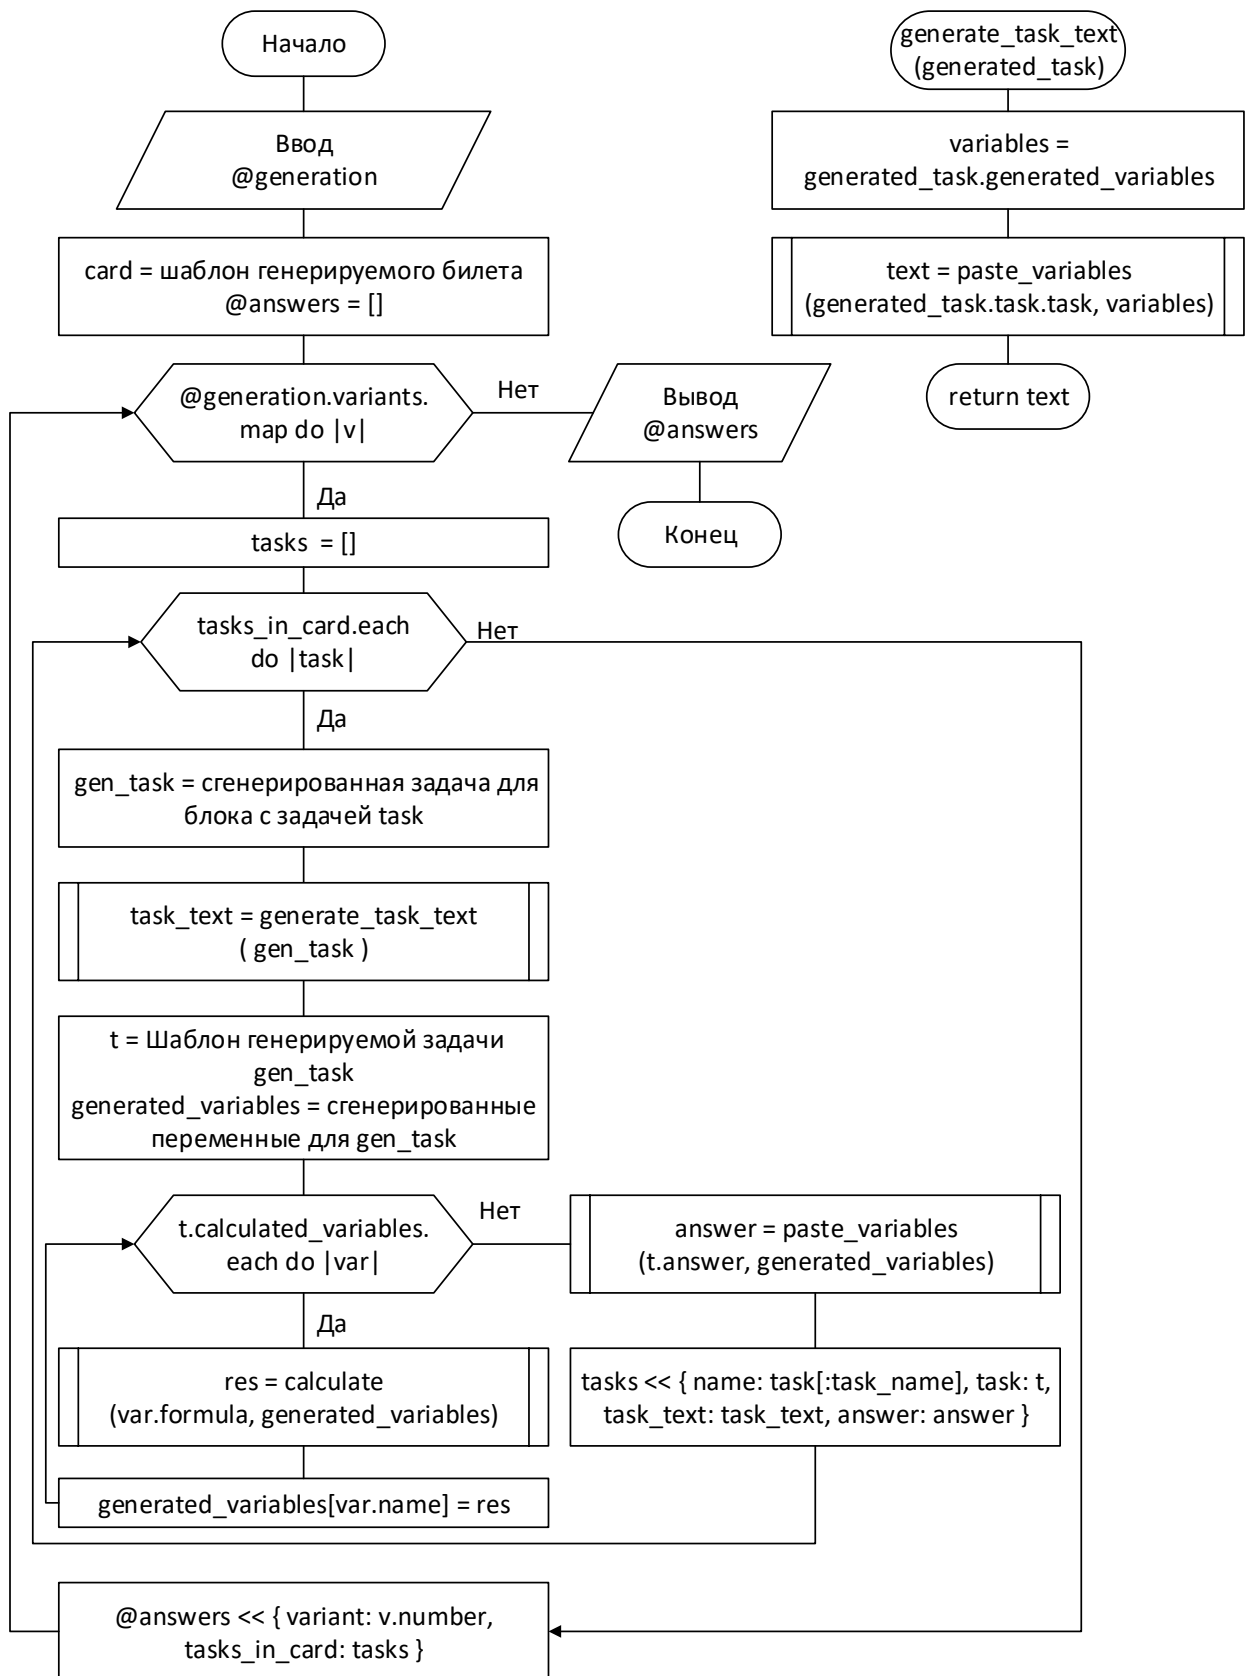 Начало
Ввод
@generation
card = шаблон генерируемого билета
@answers = []
@generation.variants.
map do |v|
Нет
Вывод
@answers
Конец
Да
tasks  = []
tasks_in_card.each
do |task|
Нет
Да
gen_task = сгенерированная задача для
блока с задачей task
task_text = generate_task_text
( gen_task )
t = Шаблон генерируемой задачи
gen_task
generated_variables = сгенерированные
переменные для gen_task
t.calculated_variables.
each do |var|
Нет
answer = paste_variables
(t.answer, generated_variables)
Да
res = calculate
(var.formula, generated_variables)
tasks << { name: task[:task_name], task: t,
task_text: task_text, answer: answer }
generated_variables[var.name] = res
@answers << { variant: v.number,
tasks_in_card: tasks }
generate_task_text
(generated_task)
variables =
generated_task.generated_variables
text = paste_variables
(generated_task.task.task, variables)
return text